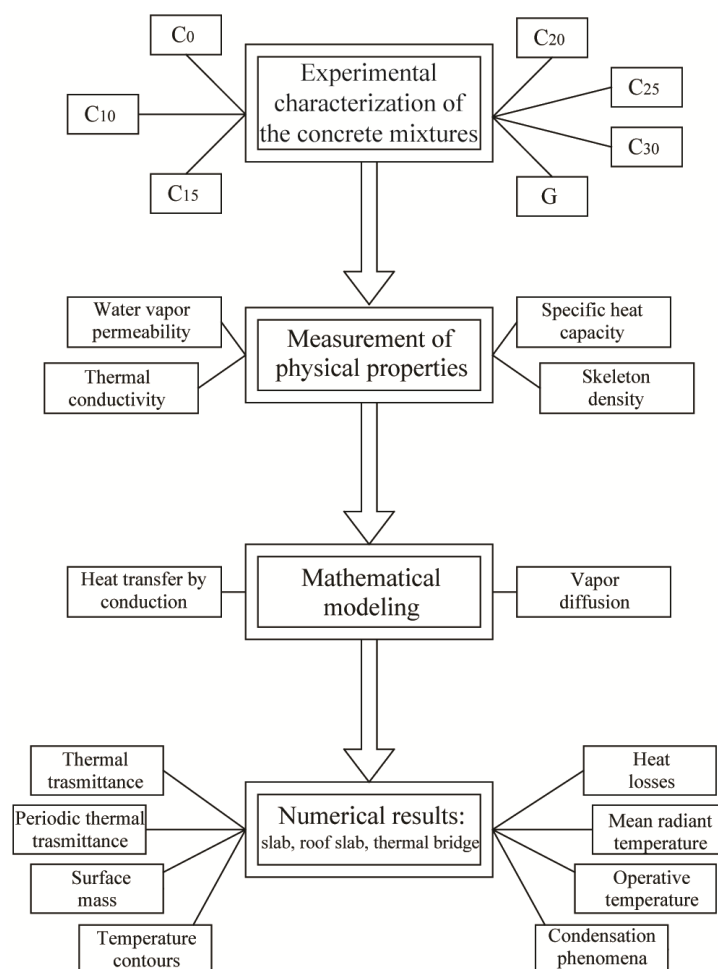 C0
C20
Experimental
characterization of
the concrete mixtures
C25
C10
C30
C15
G
Water vapor
permeability
Specific heat
capacity
Measurement of
physical properties
Thermal
conductivity
Skeleton
density
Heat transfer by
conduction
Mathematical
modeling
Vapor
diffusion
Thermal
trasmittance
Heat
losses
Periodic thermal
trasmittance
Numerical results:
slab, roof slab, thermal bridge
Mean radiant
temperature
Surface
mass
Operative
temperature
Temperature
contours
Condensation
phenomena